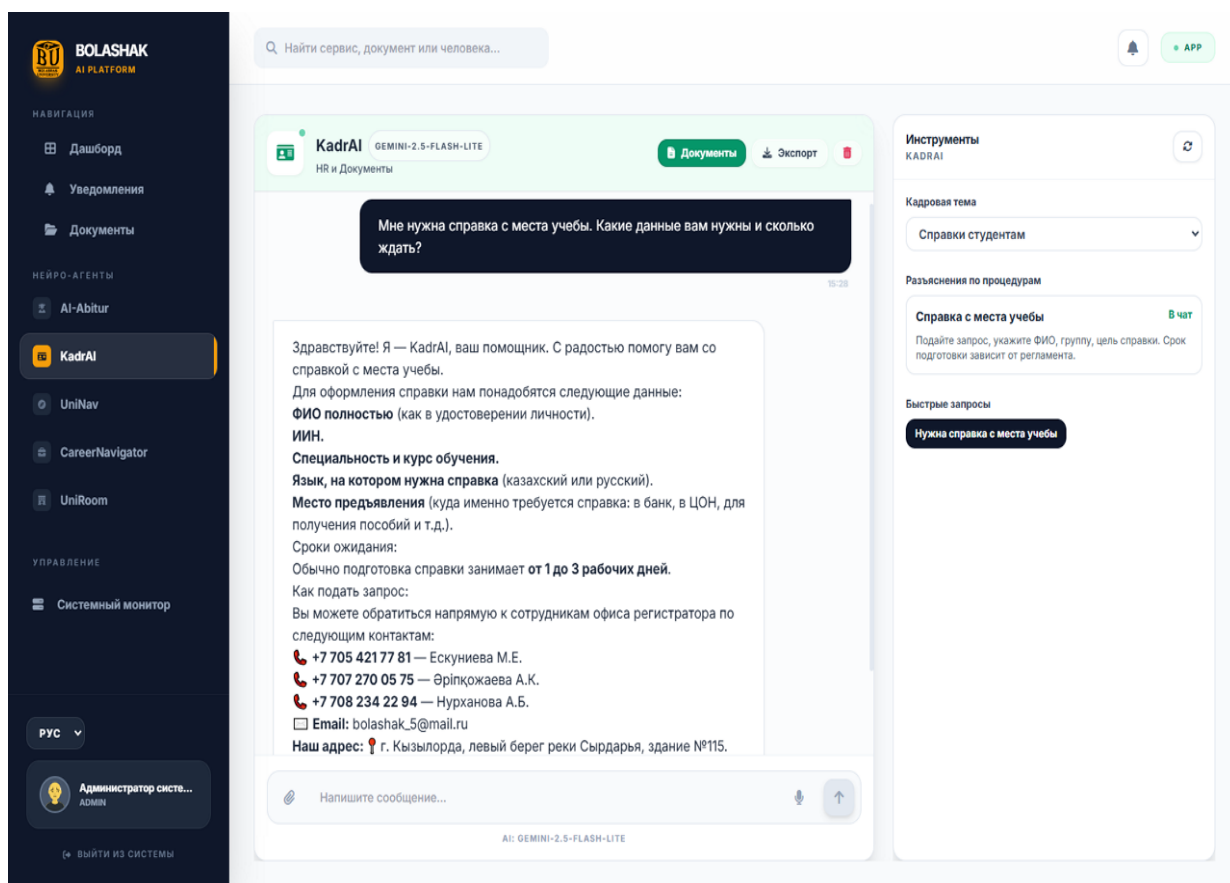 BOLASHAK
AI PLATFORM
НАВИГАЦИЯ
Дашборд
Уведомления
Документы
НЕЙРО-АГЕНТЫ
AI-Abitur
KadrAI
UniNav
CareerNavigator
UniRoom
УПРАВЛЕНИЕ
Системный монитор
РУС
Администратор систе...
ADMIN
ВЫЙТИ ИЗ СИСТЕМЫ
Найти сервис, документ или человека...
APP
KadrAI GEMINI-2.5-FLASH-LITE
HR и Документы
Документы
Экспорт
Мне нужна справка с места учебы. Какие данные вам нужны и сколько
ждать?
15:28
Здравствуйте! Я — KadrAI, ваш помощник. С радостью помогу вам со
справкой с места учебы.
Для оформления справки нам понадобятся следующие данные:
ФИО полностью (как в удостоверении личности).
ИИН.
Специальность и курс обучения.
Язык, на котором нужна справка (казахский или русский).
Место предъявления (куда именно требуется справка: в банк, в ЦОН, для
получения пособий и т.д.).
Сроки ожидания:
Обычно подготовка справки занимает от 1 до 3 рабочих дней.
Как подать запрос:
Вы можете обратиться напрямую к сотрудникам офиса регистратора по
следующим контактам:
+7 705 421 77 81 — Ескуниева М.Е.
+7 707 270 05 75 — Әріпқожаева А.К.
+7 708 234 22 94 — Нурханова А.Б.
Email: bolashak_5@mail.ru
Наш адрес: г. Кызылорда, левый берег реки Сырдарья, здание №115.
Напишите сообщение...
AI: GEMINI-2.5-FLASH-LITE
Инструменты
KADRAI
Кадровая тема
Справки студентам
Разъяснения по процедурам
Справка с места учебы
В чат
Подайте запрос, укажите ФИО, группу, цель справки. Срок
подготовки зависит от регламента.
Быстрые запросы
Нужна справка с места учебы